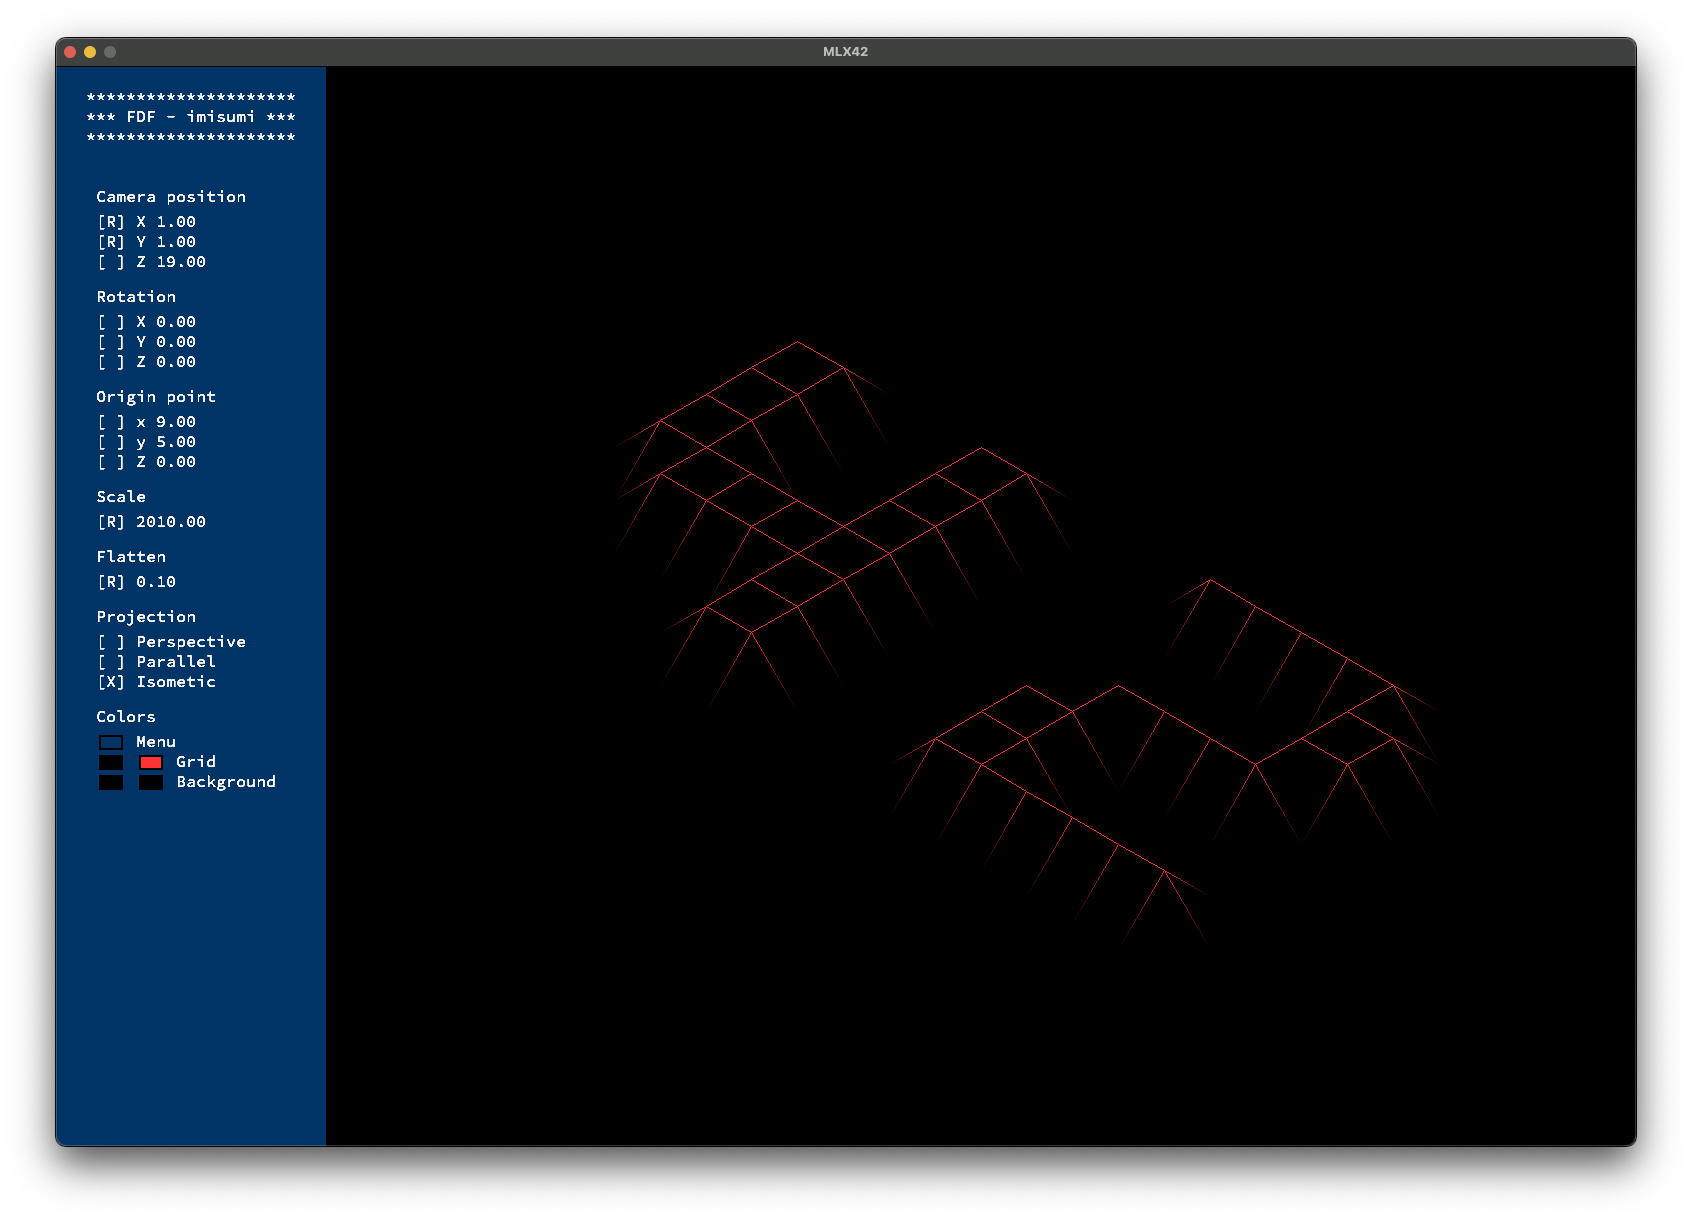 MLX42
*********************
*** FDF - imisumi ***
*********************
Camera position
[R] X 1.00
[R] Y 1.00
[ ] Z 19.00
Rotation
[ ] X 0.00
[ ] Y 0.00
[ ] Z 0.00
Origin point
[ ] x 9.00
[ ] y 5.00
[ ] Z 0.00
Scale
[R] 2010.00
Flatten
[R] 0.10
Projection
[ ] Perspective
[ ] Parallel
[X] Isometic
Colors
Menu
Grid
Background